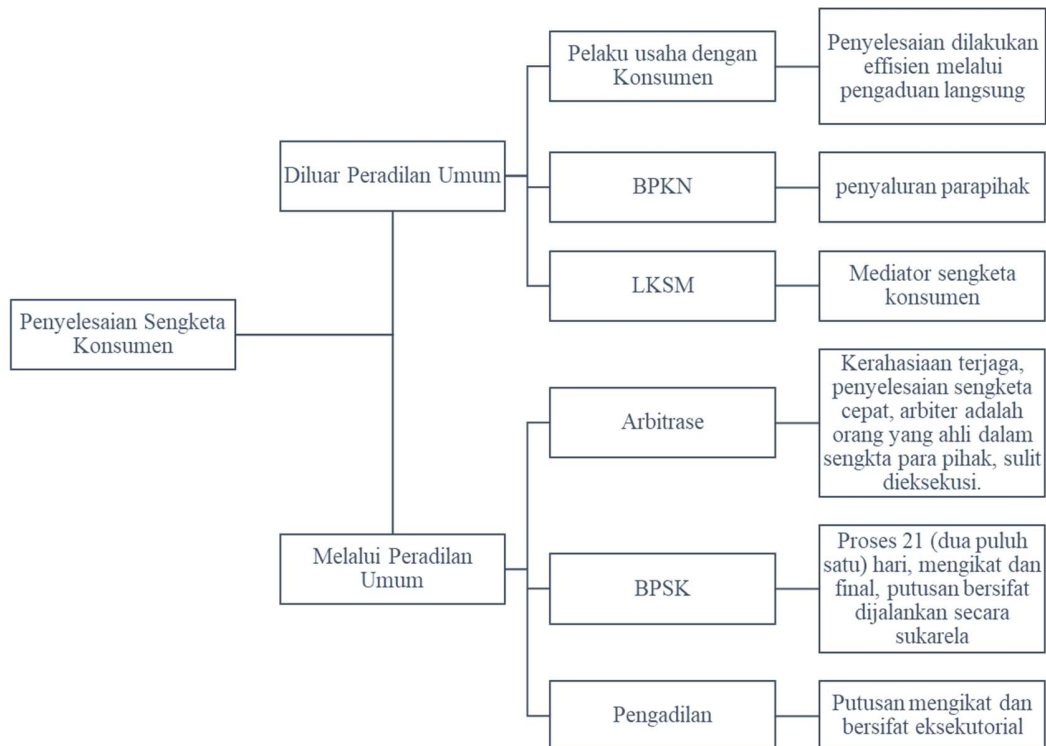 Pelaku usaha dengan
Konsumen
Penyelesaian dilakukan
effisien melalui
pengaduan langsung
Diluar Peradilan Umum
BPKN
penyaluran parapihak
LKSM
Mediator sengketa
konsumen
Penyelesaian Sengketa
Konsumen
Arbitrase
Kerahasiaan terjaga,
penyelesaian sengketa
cepat, arbiter adalah
orang yang ahli dalam
sengkta para pihak, sulit
dieksekusi.
Melalui Peradilan
Umum
BPSK
Proses 21 (dua puluh
satu) hari, mengikat dan
final, putusan bersifat
dijalankan secara
sukarela
Pengadilan
Putusan mengikat dan
bersifat eksekutorial